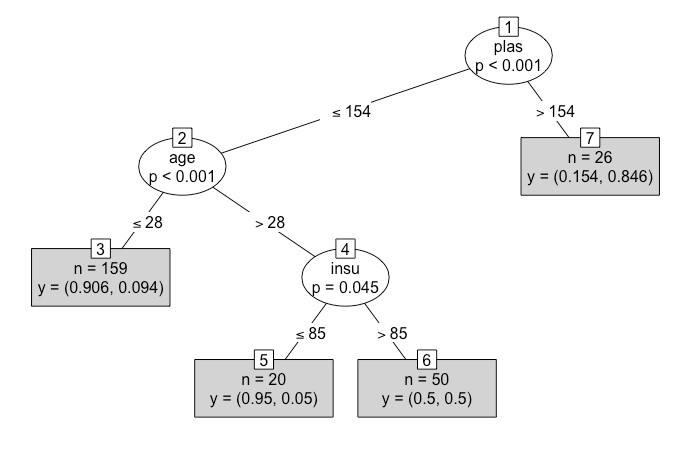 1
plas
p < 0.001
≤ 154
> 154
2
age
p < 0.001
7
n = 26
y = (0.154, 0.846)
≤ 28
> 28
3
n = 159
y = (0.906, 0.094)
4
insu
p = 0.045
≤ 85
> 85
5
n = 20
y = (0.95, 0.05)
6
n = 50
y = (0.5, 0.5)